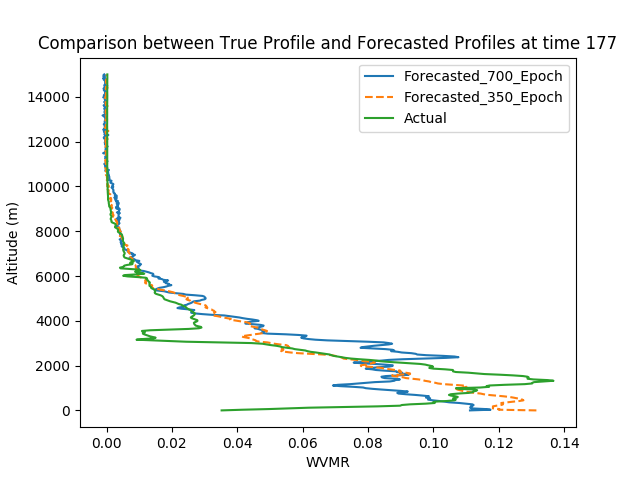 Comparison between True Profile and Forecasted Profiles at time 177
Forecasted_700_Epoch
Forecasted_350_Epoch
Actual
Altitude (m)
14000
12000
10000
8000
6000
4000
2000
0
0.00 0.02 0.04 0.06 0.08 0.10 0.12 0.14
WVMR